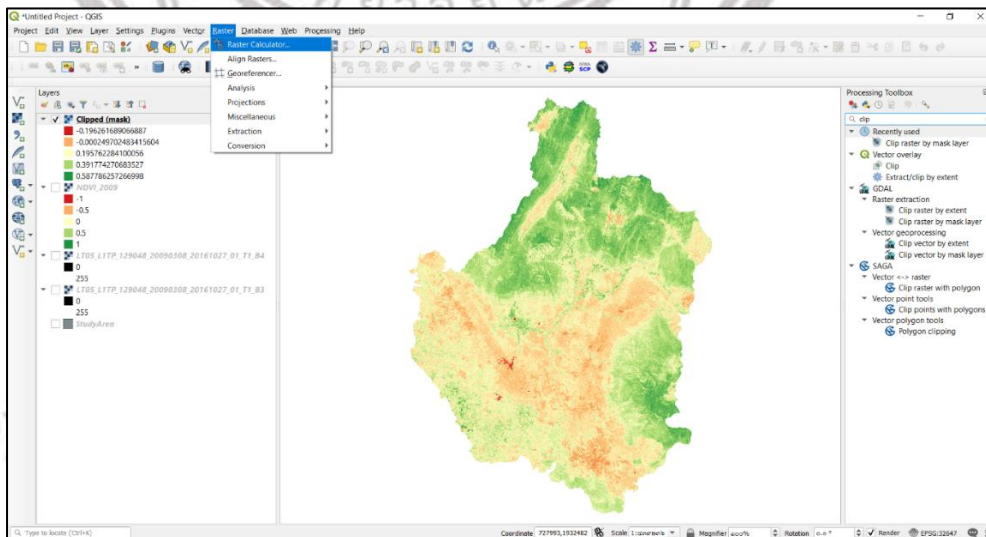 *Untitled Project - QGIS
Project Edit View Layer Settings Plugins Vector Raster Database Web Processing Help
Raster Calculator...
Align Rasters...
Georeferencer...
Analysis
Projections
Miscellaneous
Extraction
Conversion
Layers
Clipped (mask)
-0.196261689066887
-0.000249702483415604
0.195762284100056
0.391774270683527
0.587786257266998
NDVI_2009
-1
-0.5
0
0.5
1
LT05_L1TP_129048_20090308_20161027_01_T1_B4
0
255
LT05_L1TP_129048_20090308_20161027_01_T1_B3
0
255
StudyArea
Processing Toolbox
clip
Recently used
Clip raster by mask layer
Vector overlay
Clip
Extract/clip by extent
GDAL
Raster extraction
Clip raster by extent
Clip raster by mask layer
Vector geoprocessing
Clip vector by extent
Clip vector by mask layer
SAGA
Vector <-> raster
Clip raster with polygon
Vector point tools
Clip points with polygons
Vector polygon tools
Polygon clipping
SCP
Type to locate (Ctrl+K)
Coordinate 727993,1932482 Scale Magnifier Rotation Render EPSG:32647